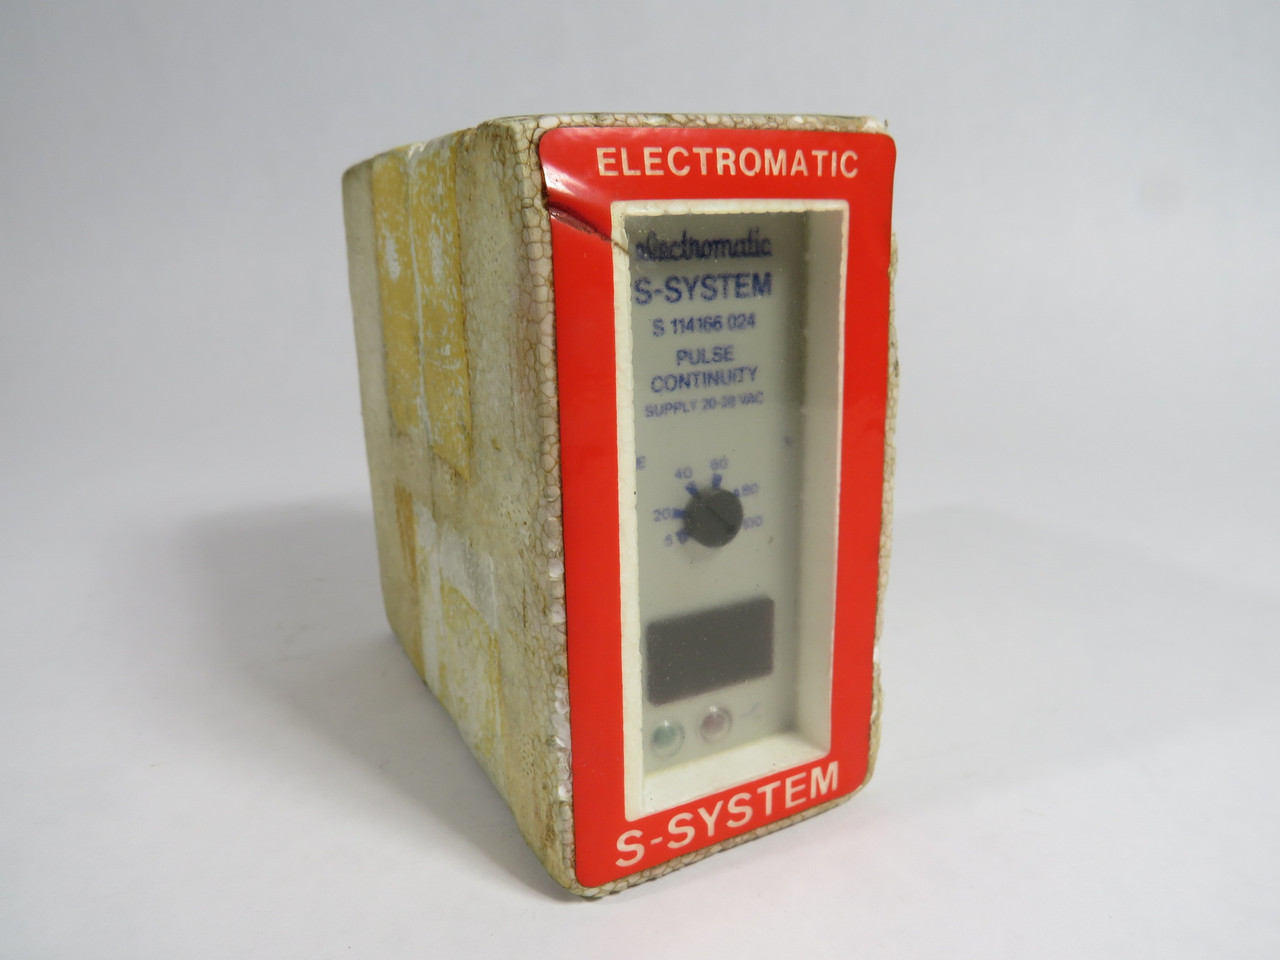 ELECTROMATIC
electromatic
S-SYSTEM
S 114166 024
PULSE
CONTINUITY
SUPPLY 20-28 VAC
E
40 60
20 80
5 100
S-SYSTEM